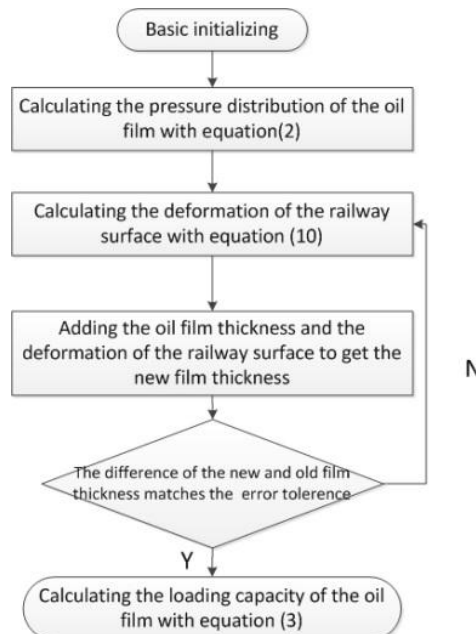 Basic initializing
Calculating the pressure distribution of the oil
film with equation(2)
Calculating the deformation of the railway
surface with equation (10)
Adding the oil film thickness and the
deformation of the railway surface to get the
new film thickness
N
The difference of the new and old film
thickness matches the error tolerence
Y
Calculating the loading capacity of the oil
film with equation (3)